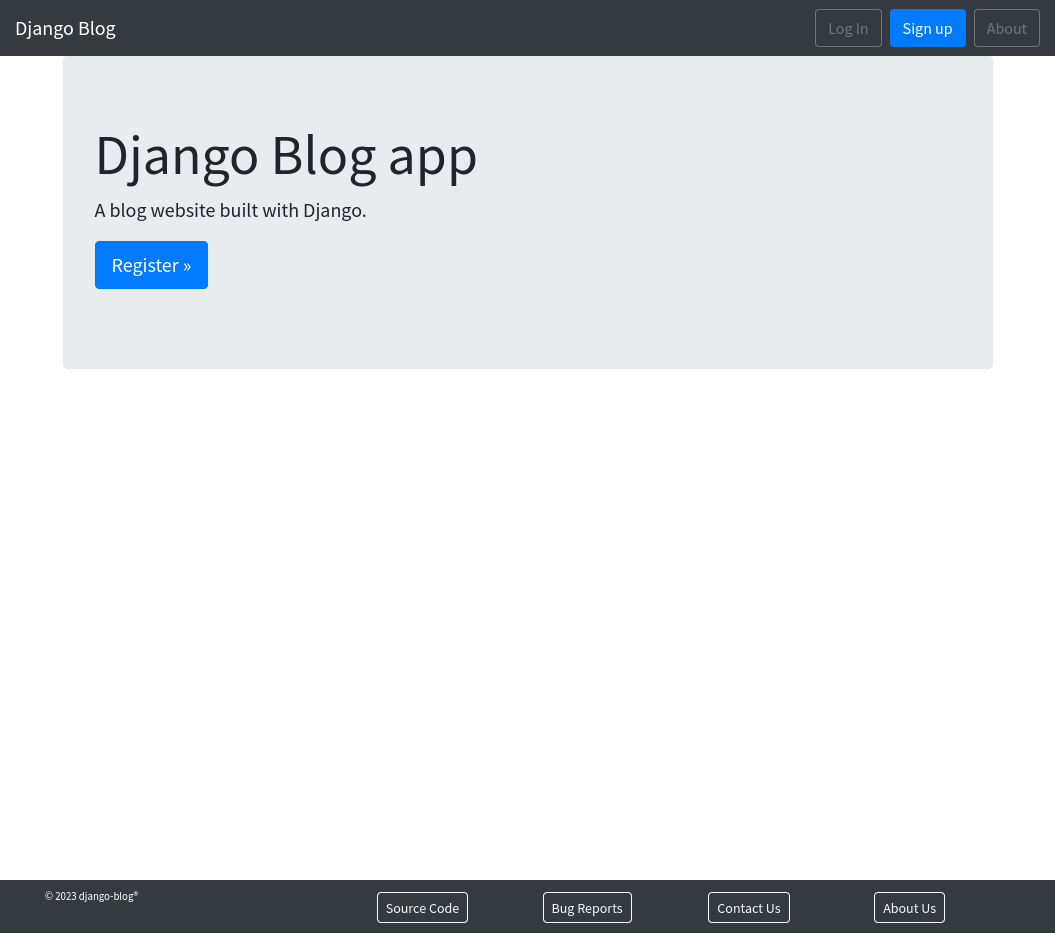 Django Blog
Log In
Sign up
About
Django Blog app
A blog website built with Django.
Register »
© 2023 django-blog®
Source Code
Bug Reports
Contact Us
About Us